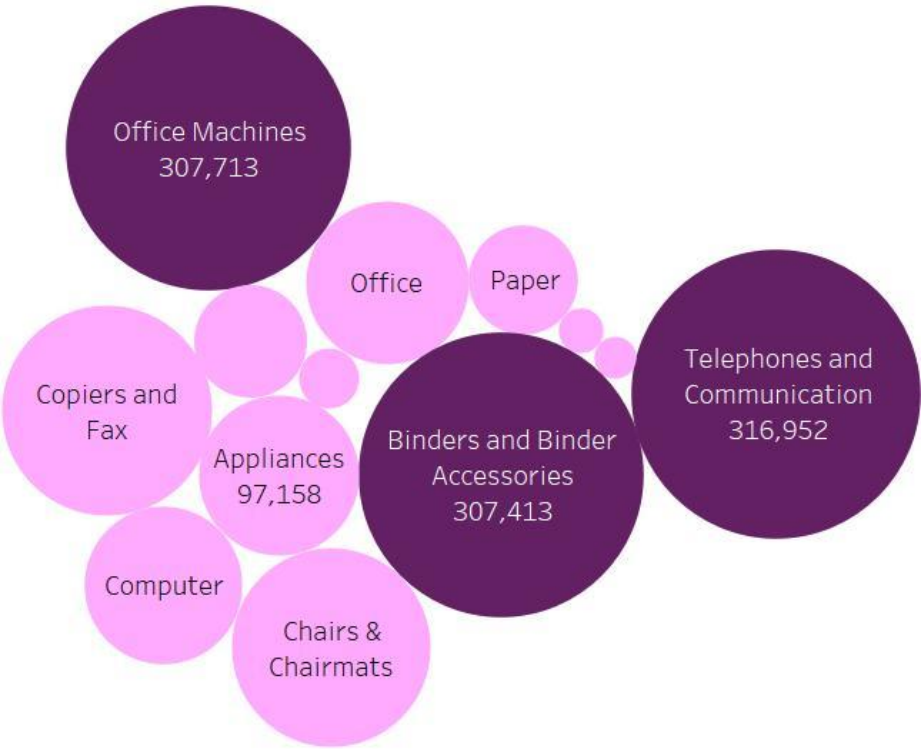 Office Machines
307,713
Office
Paper
Telephones and
Communication
316,952
Copiers and
Fax
Appliances
97,158
Binders and Binder
Accessories
307,413
Computer
Chairs &
Chairmats